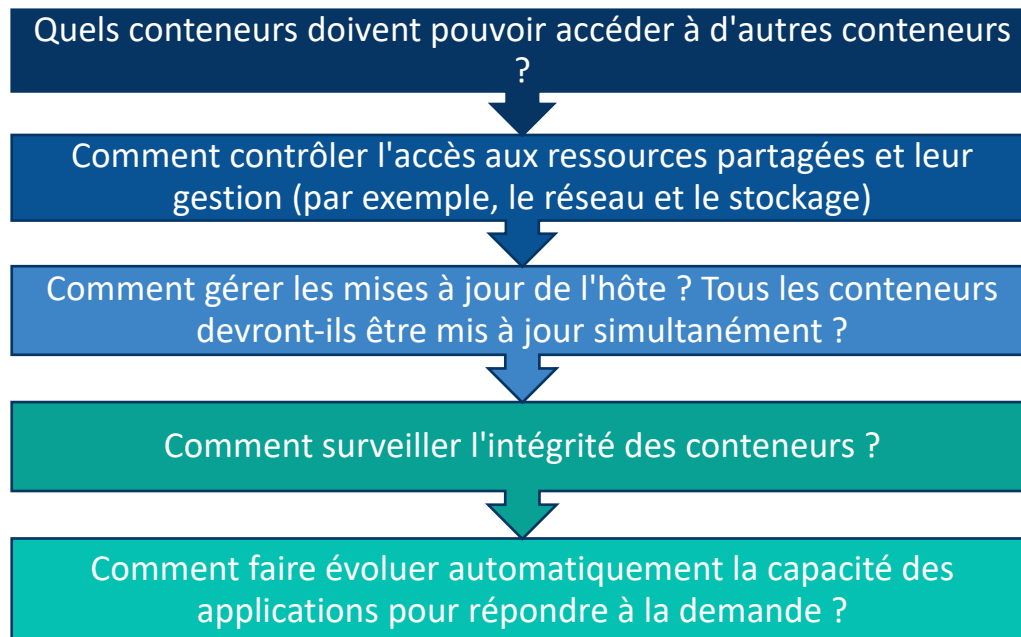 Quels conteneurs doivent pouvoir accéder à d'autres conteneurs
?
Comment contrôler l'accès aux ressources partagées et leur
gestion (par exemple, le réseau et le stockage)
Comment gérer les mises à jour de l'hôte ? Tous les conteneurs
devront-ils être mis à jour simultanément ?
Comment surveiller l'intégrité des conteneurs ?
Comment faire évoluer automatiquement la capacité des
applications pour répondre à la demande ?